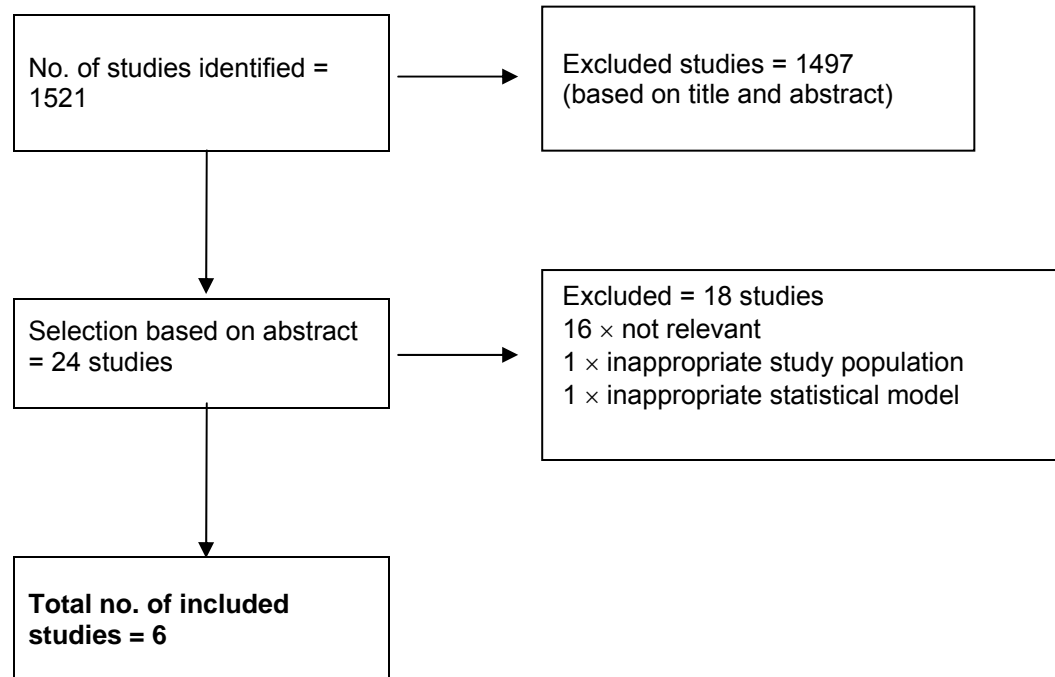 No. of studies identified =
1521
Excluded studies = 1497
(based on title and abstract)
Selection based on abstract
= 24 studies
Excluded = 18 studies
16 × not relevant
1 × inappropriate study population
1 × inappropriate statistical model
Total no. of included
studies = 6